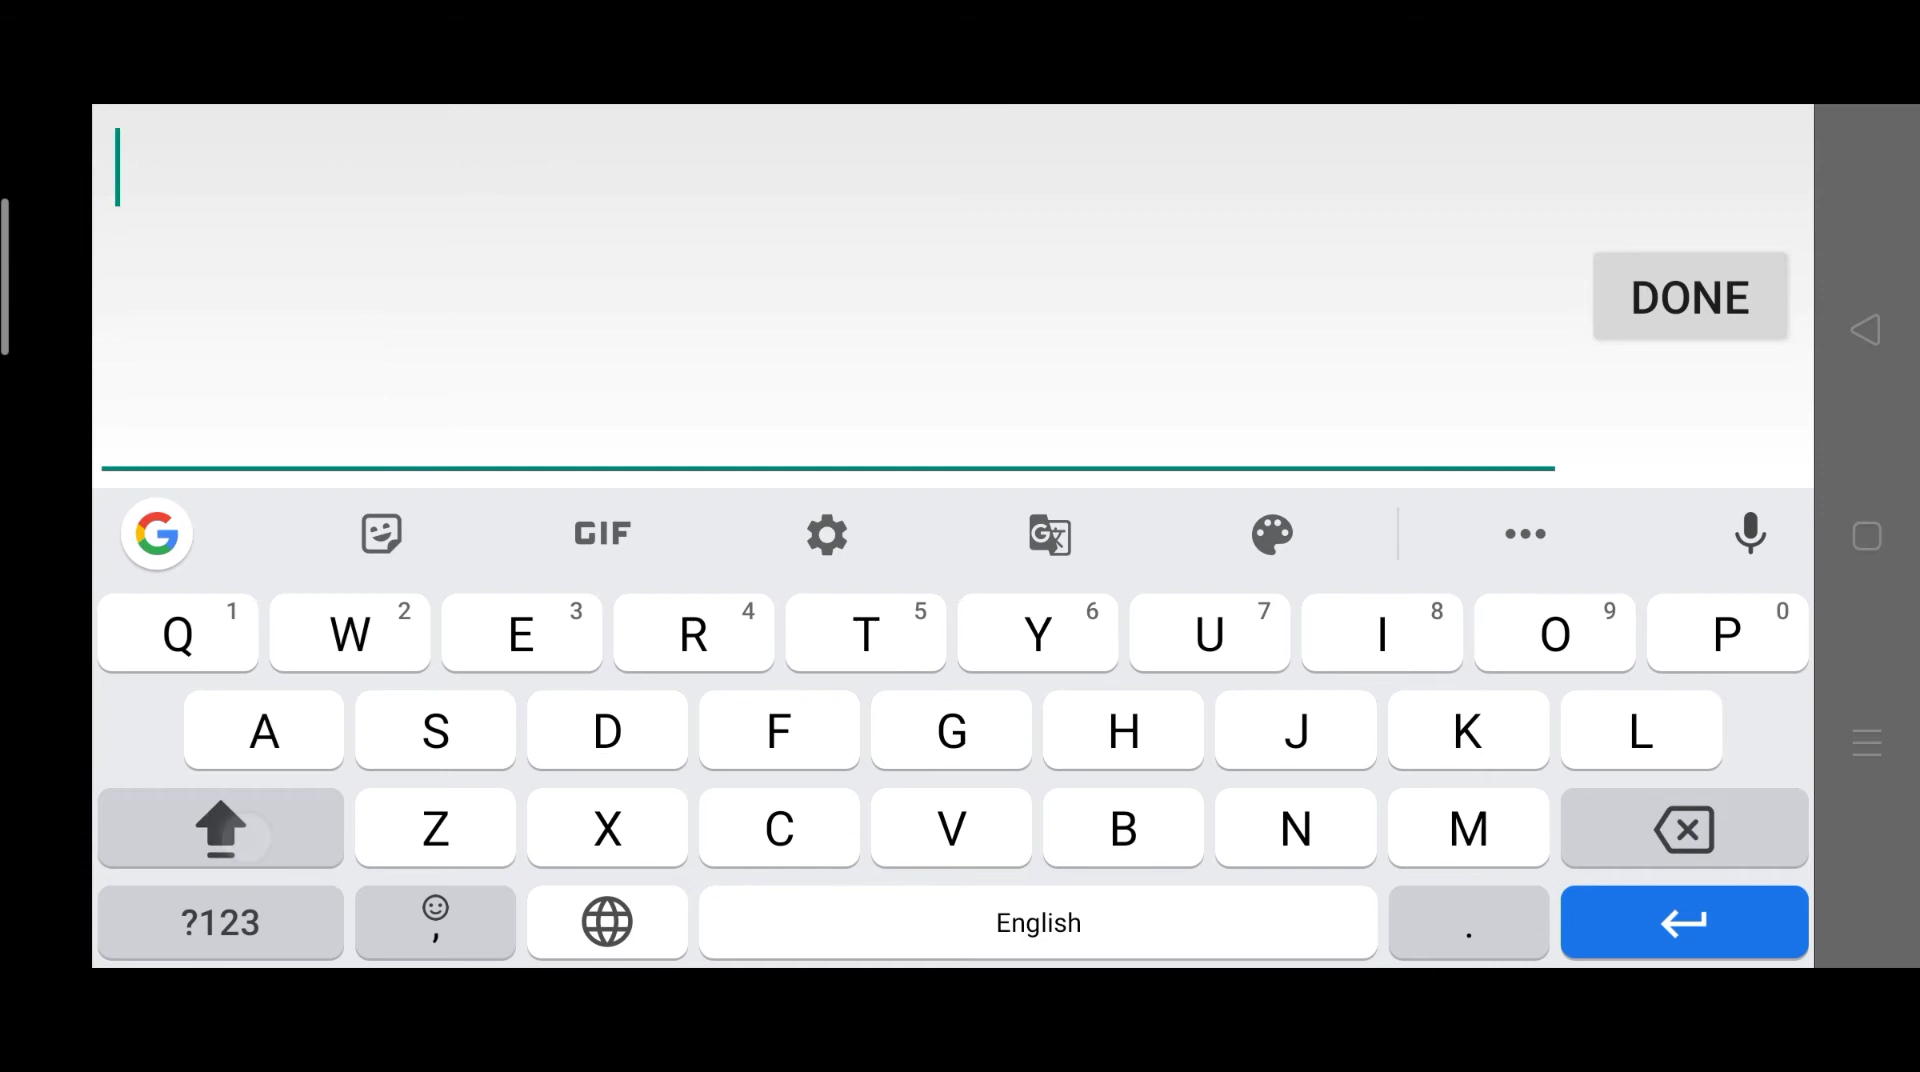 DONE
G GIF G
Q 1 W 2 E 3 R 4 T 5 Y 6 U 7 I 8 O 9 P 0
A S D F G H J K L
Z X C V B N M
?123 , English .